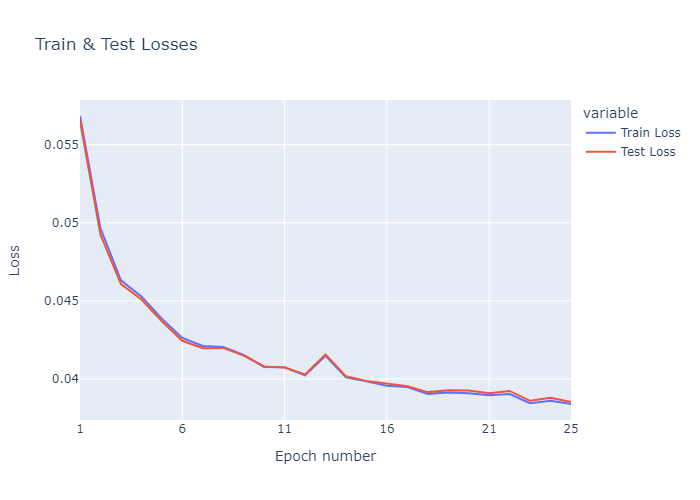 Train & Test Losses
variable
Train Loss
Test Loss
0.055
0.05
0.045
0.04
Loss
1 6 11 16 21 25
Epoch number